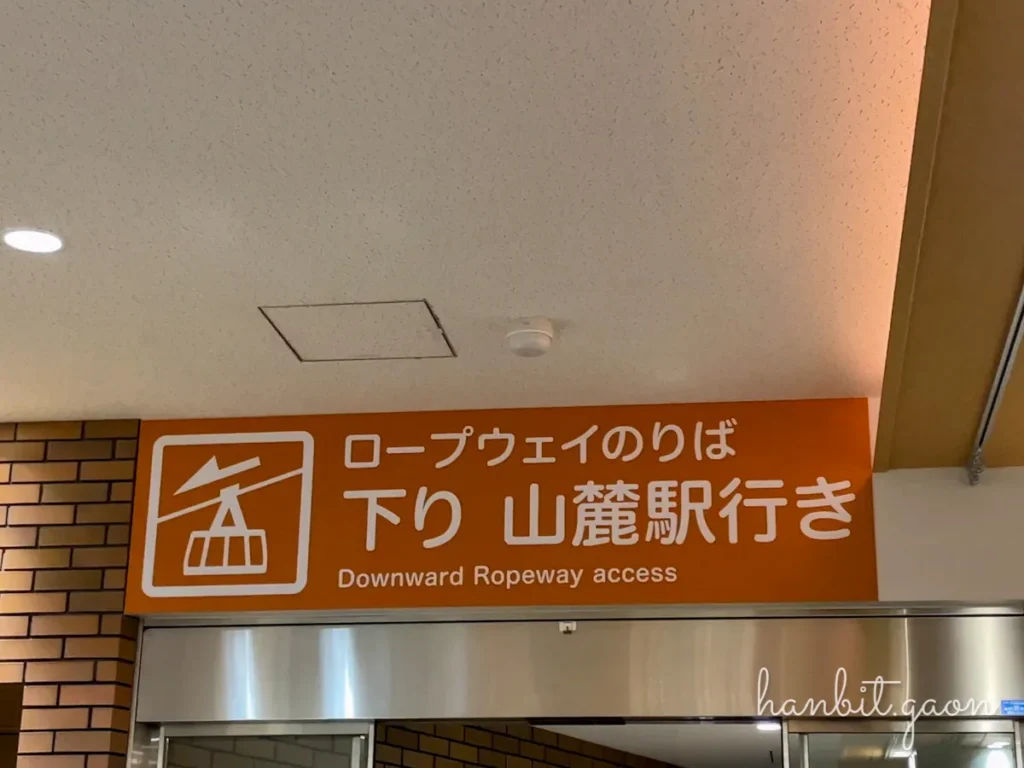 ロープウェイのりば
下り 山麓駅行き
Downward Ropeway access
hanbit.gaon